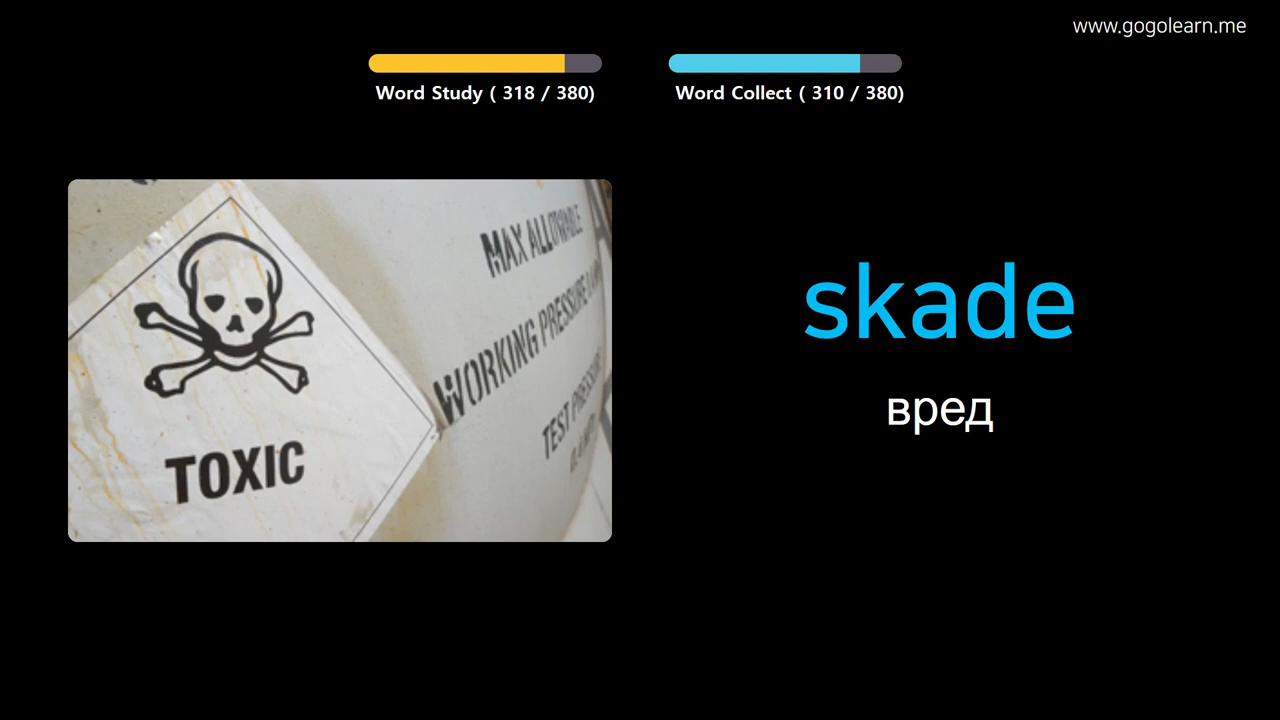 www.gogolearn.me
Word Study ( 318 / 380)
Word Collect ( 310 / 380)
TOXIC
MAX ALLOWABLE
WORKING PRESSURE
TEST PRESSURE
skade
вред